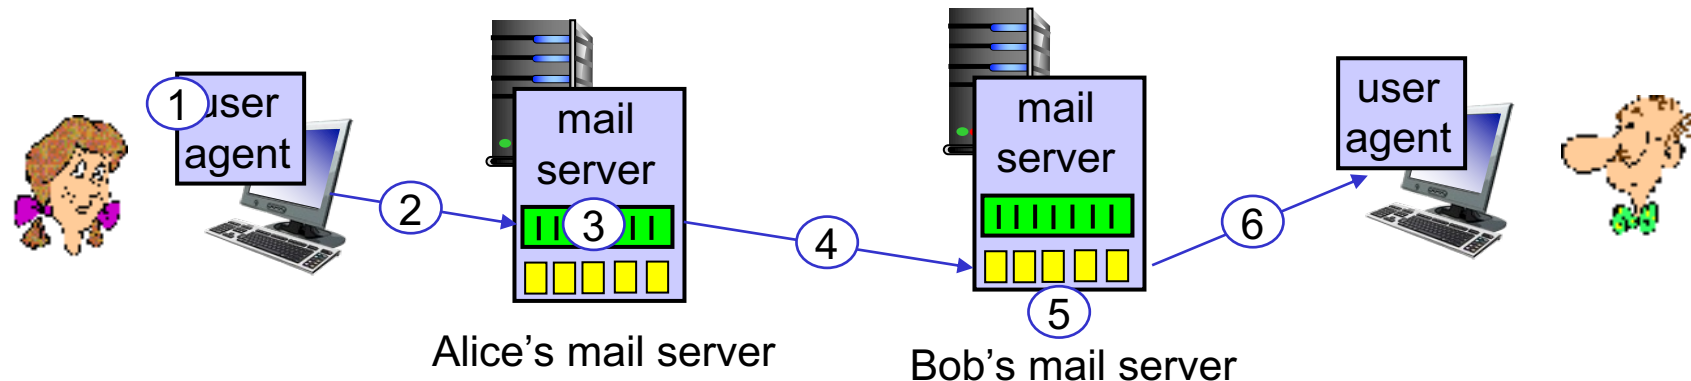 1
user
agent
2
mail
server
3
Alice's mail server
4
mail
server
5
Bob's mail server
6
user
agent